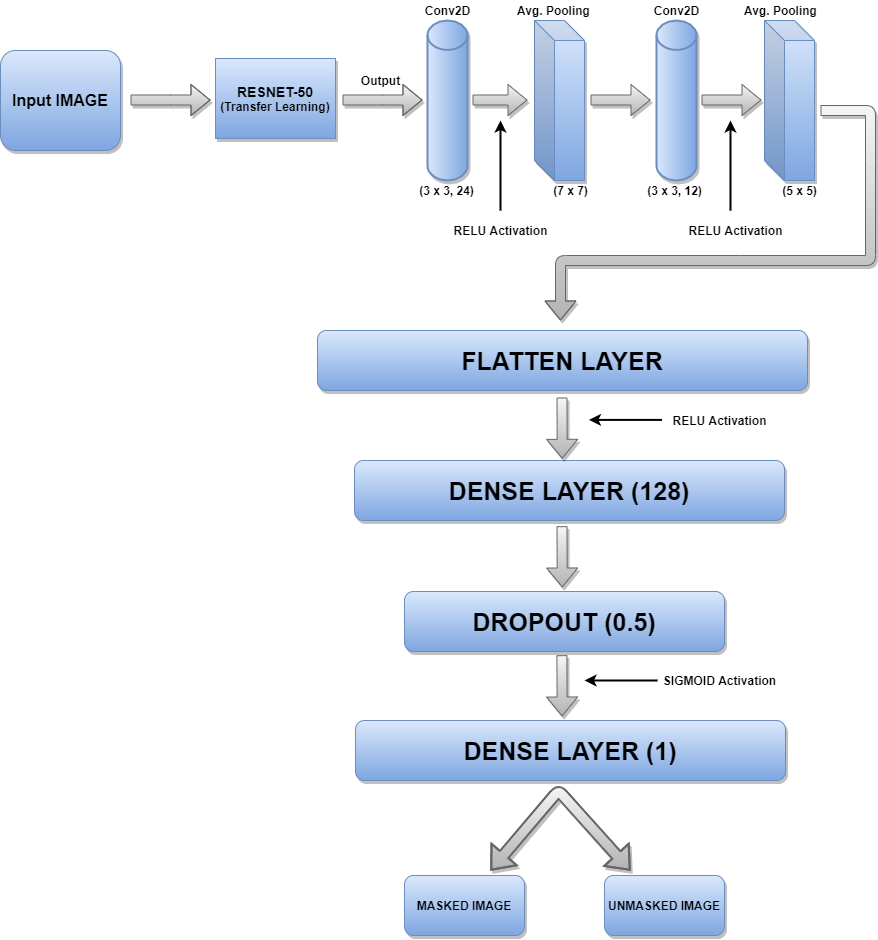 Conv2D
Avg. Pooling
Conv2D
Avg. Pooling
Input IMAGE
RESNET-50
(Transfer Learning)
Output
(3 x 3, 24)
(7 x 7)
(3 x 3, 12)
(5 x 5)
RELU Activation
RELU Activation
FLATTEN LAYER
RELU Activation
DENSE LAYER (128)
DROPOUT (0.5)
SIGMOID Activation
DENSE LAYER (1)
MASKED IMAGE
UNMASKED IMAGE